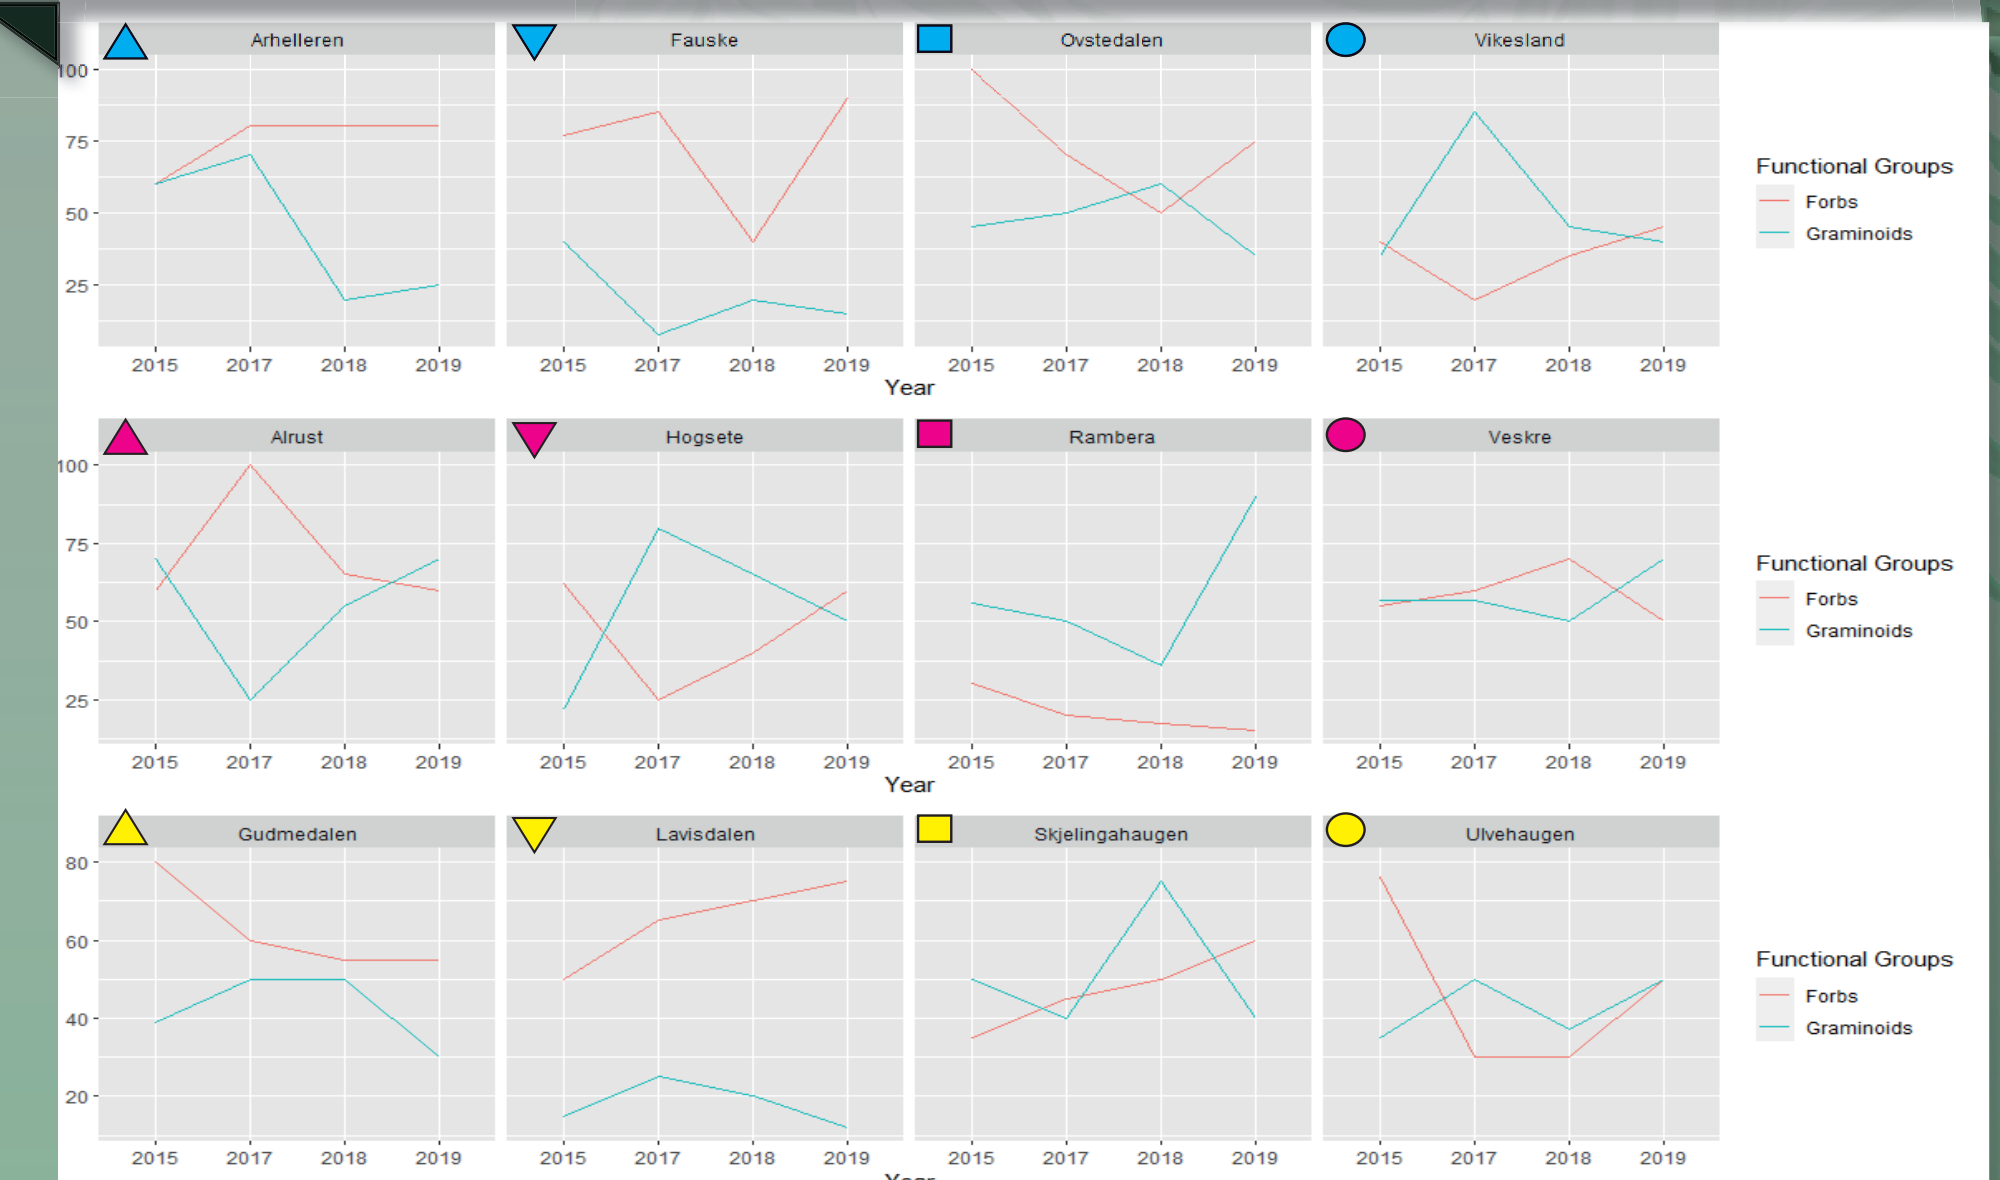 Arhelleren Fauske Ovstedalen Vikesland
100
75
50
25
2015 2017 2018 2019 2015 2017 2018 2019 2015 2017 2018 2019 2015 2017 2018 2019
Year
Functional Groups
Forbs
Graminoids
Alrust Hogsete Rambera Veskre
100
75
50
25
2015 2017 2018 2019 2015 2017 2018 2019 2015 2017 2018 2019 2015 2017 2018 2019
Year
Functional Groups
Forbs
Graminoids
Gudmedalen Lavisdalen Skjelingahaugen Ulvehaugen
80
60
40
20
2015 2017 2018 2019 2015 2017 2018 2019 2015 2017 2018 2019 2015 2017 2018 2019
Year
Functional Groups
Forbs
Graminoids